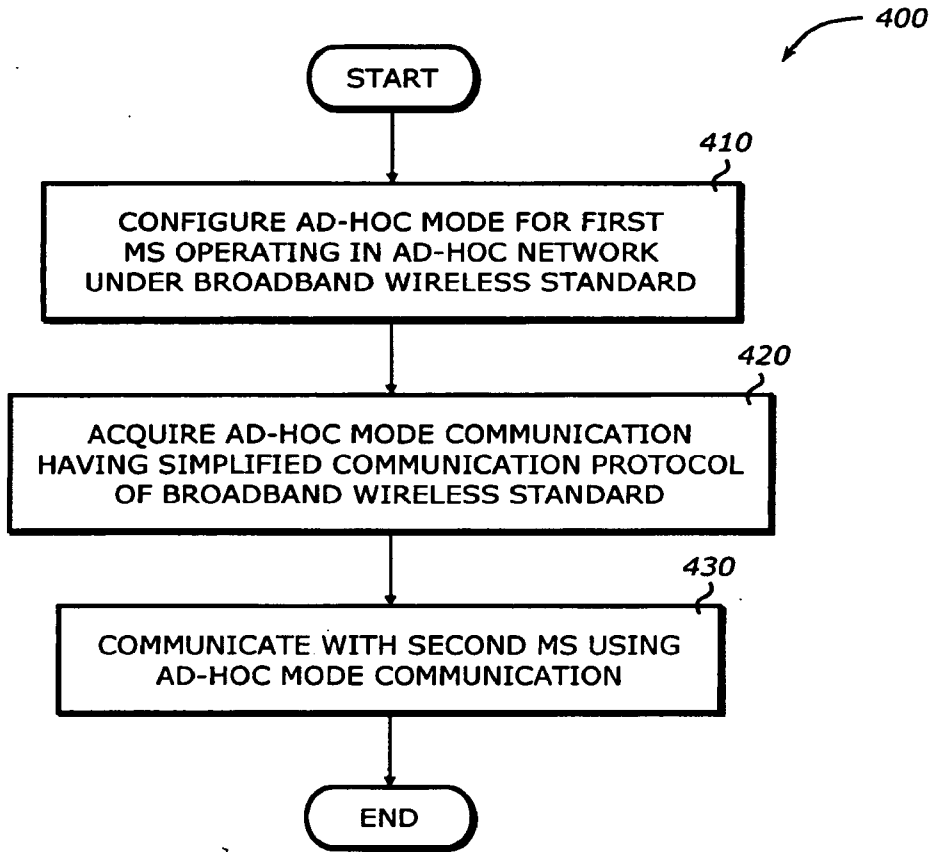 400
START
410
CONFIGURE AD-HOC MODE FOR FIRST
MS OPERATING IN AD-HOC NETWORK
UNDER BROADBAND WIRELESS STANDARD
420
ACQUIRE AD-HOC MODE COMMUNICATION
HAVING SIMPLIFIED COMMUNICATION PROTOCOL
OF BROADBAND WIRELESS STANDARD
430
COMMUNICATE WITH SECOND MS USING
AD-HOC MODE COMMUNICATION
END